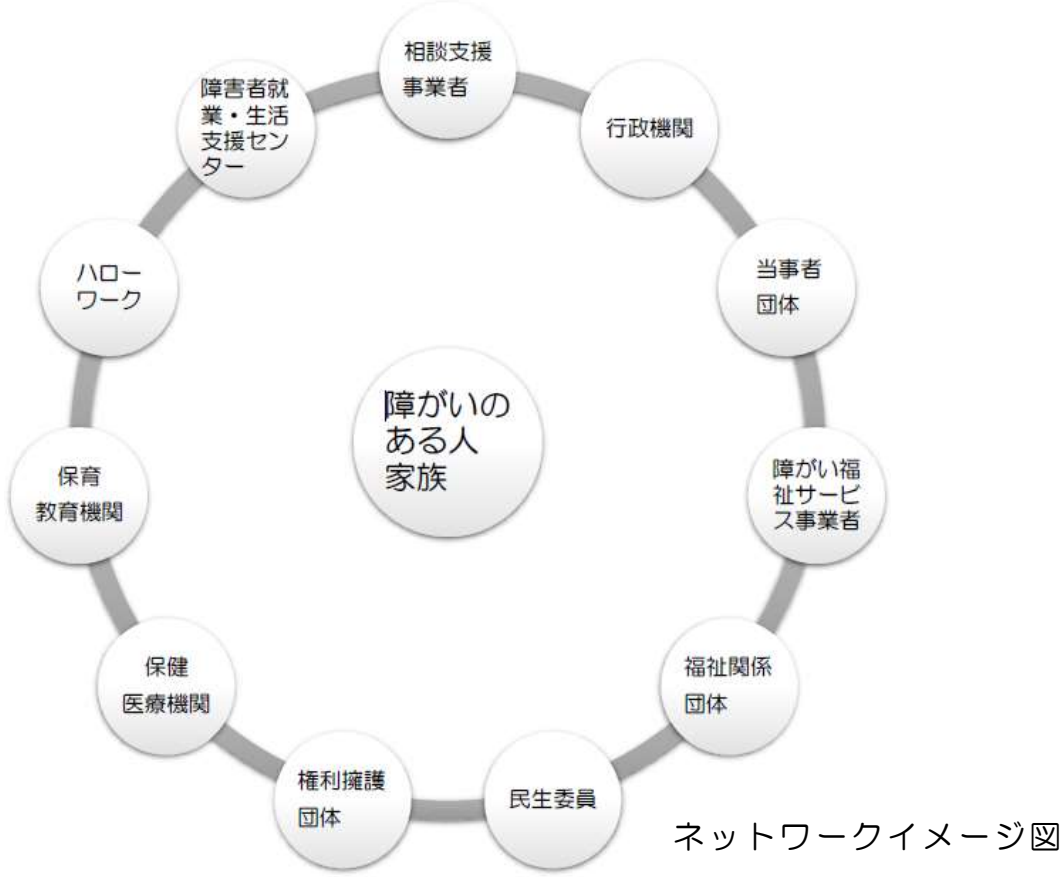 相談支援
事業者
行政機関
当事者
団体
障がい福
祉サービ
ス事業者
福祉関係
団体
民生委員
権利擁護
団体
保健
医療機関
保育
教育機関
ハロー
ワーク
障害者就
業・生活
支援セン
ター
障がいの
ある人
家族
ネットワークイメージ図